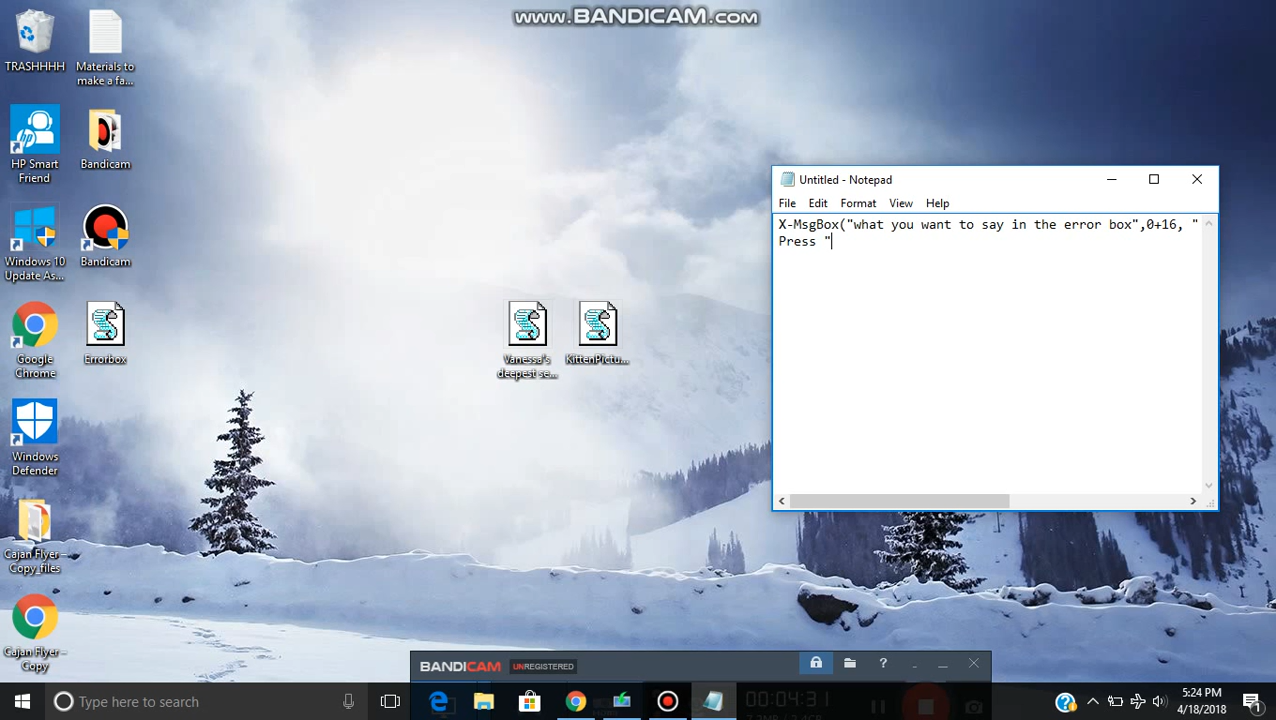 www.BANDICAM.com
TRASHHHH
Materials to
make a fa...
HP Smart
Friend
Bandicam
Windows 10
Update As...
Bandicam
Google
Chrome
Errorbox
Vanessa's
deepest se...
KittenPictu...
Windows
Defender
Cajan Flyer –
Copy_files
Cajan Flyer –
Copy
Untitled - Notepad
File Edit Format View Help
X-MsgBox("what you want to say in the error box",0+16, "
Press "
BANDICAM UNREGISTERED
00:04:31
Type here to search
5:24 PM
4/18/2018